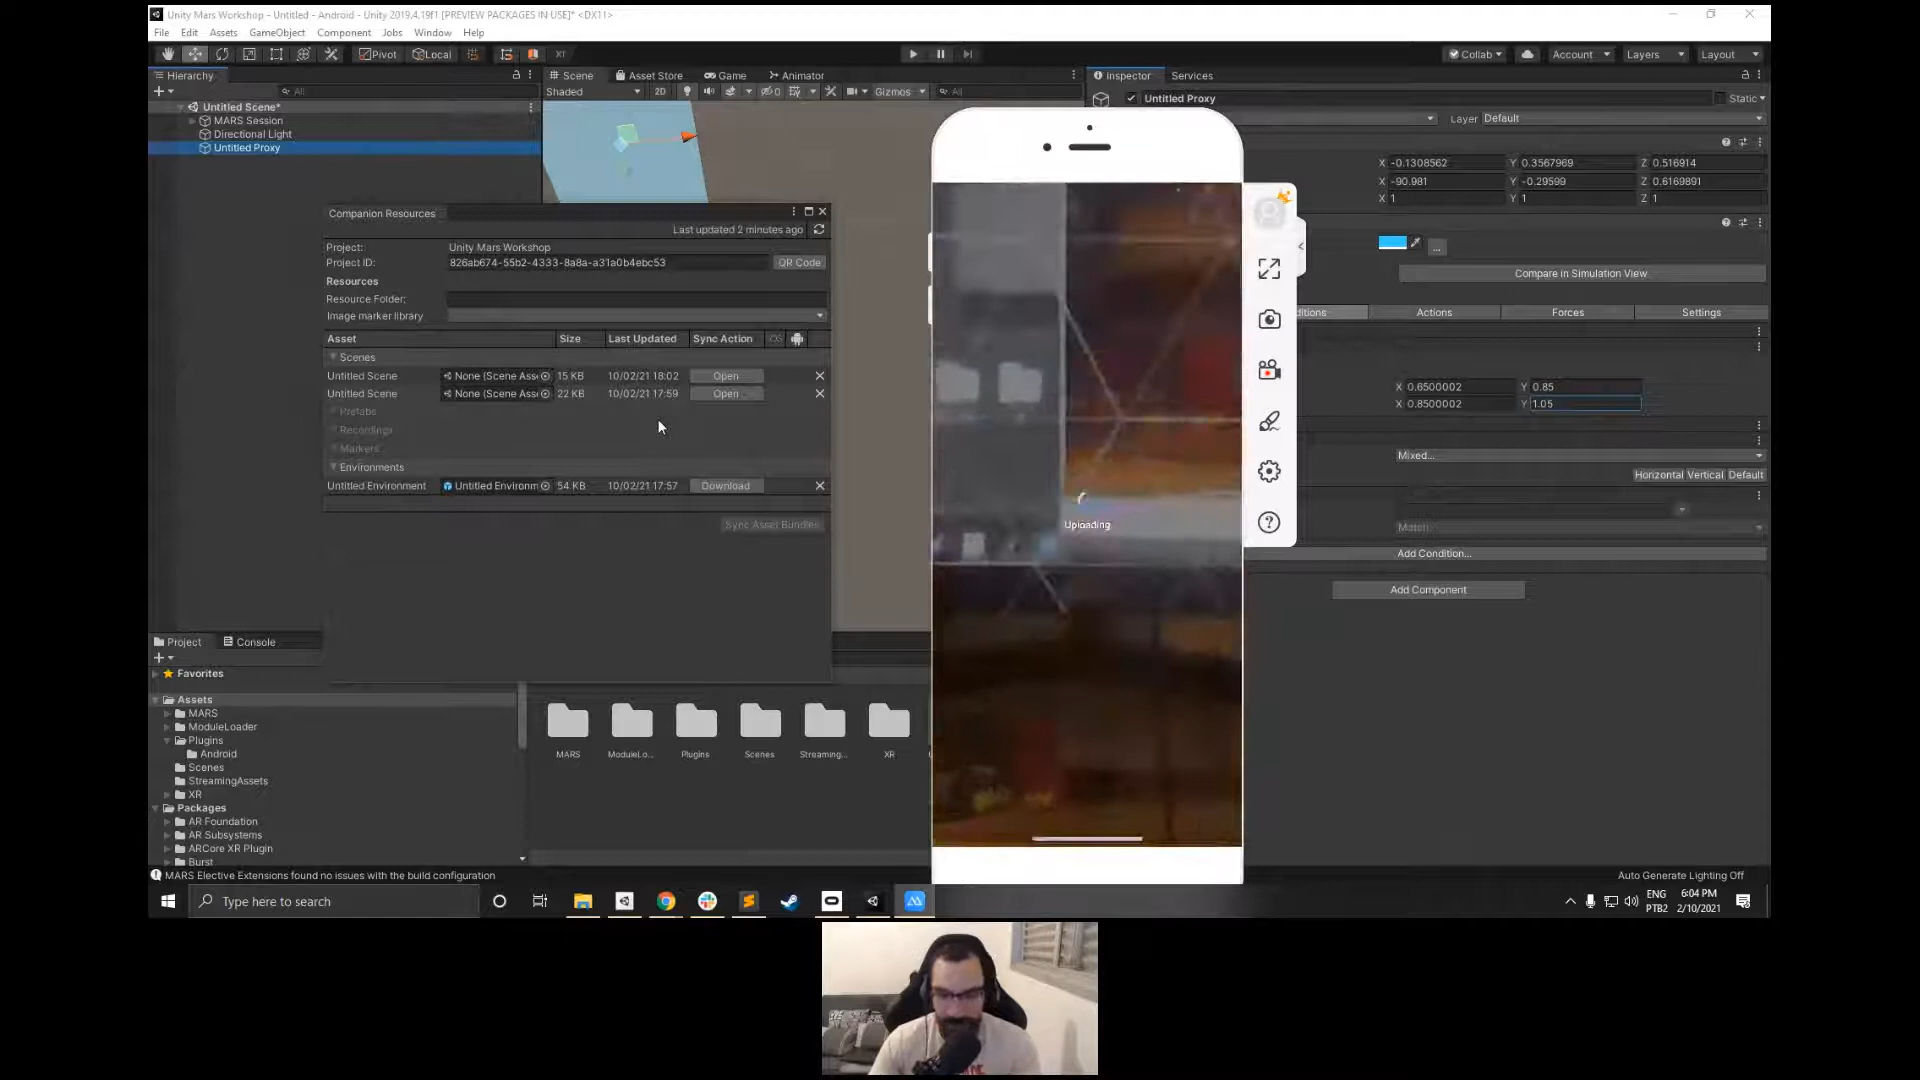 Unity Mars Workshop - Untitled - Android - Unity 2019.4.19f1 [PREVIEW PACKAGES IN USE]* <DX11>
File Edit Assets GameObject Component Jobs Window Help
Pivot Local Collab Account Layers Layout
Hierarchy Scene Asset Store Game Animator Inspector Services
All Shaded 2D 0 Gizmos All
Untitled Proxy Static
Untitled Scene*
MARS Session
Directional Light
Untitled Proxy
Layer Default
X -0.1308562 Y 0.3567969 Z 0.516914
X -90.981 Y -0.29599 Z 0.6169891
X 1 Y 1 Z 1
Compare in Simulation View
Actions Forces Settings
X 0.6500002 Y 0.85
X 0.8500002 Y 1.05
Mixed...
Horizontal Vertical Default
Match
Add Condition...
Add Component
Companion Resources
Last updated 2 minutes ago
Project: Unity Mars Workshop
Project ID: 826ab674-55b2-4333-8a8a-a31a0b4ebc53 QR Code
Resources
Resource Folder:
Image marker library
Asset Size Last Updated Sync Action iOS
Scenes
Untitled Scene None (Scene Ass 15 KB 10/02/21 18:02 Open
Untitled Scene None (Scene Ass 22 KB 10/02/21 17:59 Open
Prefabs
Recordings
Markers
Environments
Untitled Environment Untitled Environm 54 KB 10/02/21 17:57 Download
Sync Asset Bundles
Uploading
Project Console
Favorites
Assets
MARS
ModuleLoader
Plugins
Android
Scenes
StreamingAssets
XR
Packages
AR Foundation
AR Subsystems
ARCore XR Plugin
Burst
MARS ModuleLo... Plugins Scenes Streaming... XR
MARS Elective Extensions found no issues with the build configuration
Auto Generate Lighting Off
Type here to search
ENG 6:04 PM
PTB2 2/10/2021